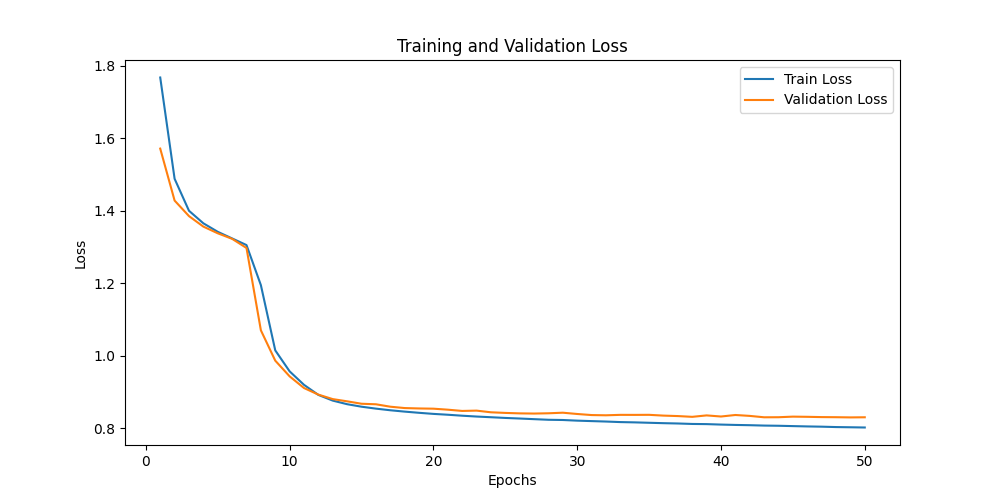 Training and Validation Loss
Train Loss
Validation Loss
Loss
1.8
1.6
1.4
1.2
1.0
0.8
0 10 20 30 40 50
Epochs